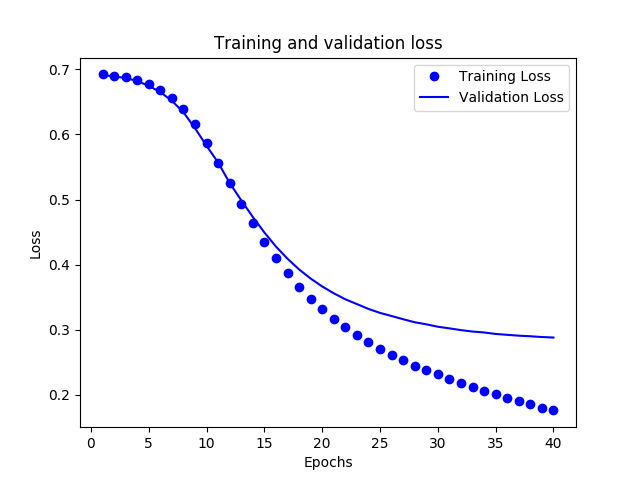 Training and validation loss
Training Loss
Validation Loss
0.7
0.6
0.5
0.4
0.3
0.2
Loss
0 5 10 15 20 25 30 35 40
Epochs